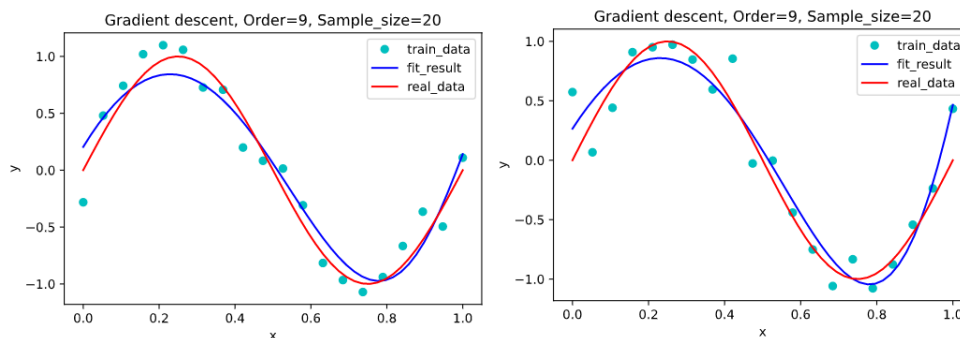 Gradient descent, Order=9, Sample_size=20
train_data
fit_result
real_data
1.0
0.5
0.0
−0.5
−1.0
y
0.0 0.2 0.4 0.6 0.8 1.0
x
Gradient descent, Order=9, Sample_size=20
train_data
fit_result
real_data
1.0
0.5
0.0
−0.5
−1.0
y
0.0 0.2 0.4 0.6 0.8 1.0
x